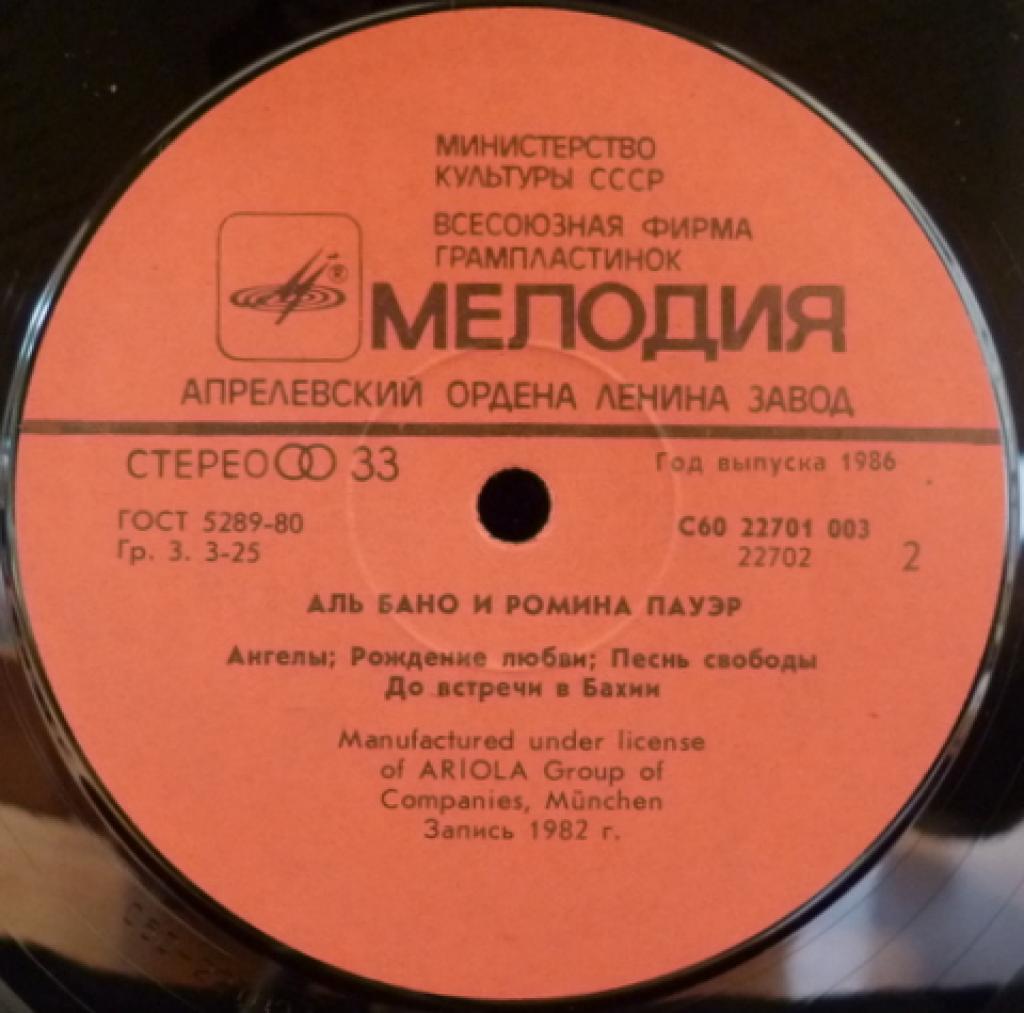 МИНИСТЕРСТВО
КУЛЬТУРЫ СССР
ВСЕСОЮЗНАЯ ФИРМА
ГРАМПЛАСТИНОК
®
МЕЛОДИЯ
АПРЕЛЕВСКИЙ ОРДЕНА ЛЕНИНА ЗАВОД
СТЕРЕО 33
Год выпуска 1986
ГОСТ 5289-80
С60 22701 003
Гр. 3. 3-25
22702
2
АЛЬ БАНО И РОМИНА ПАУЭР
Ангелы; Рождение любви; Песнь свободы
До встречи в Бахии
Manufactured under license
of ARIOLA Group of
Companies, München
Запись 1982 г.